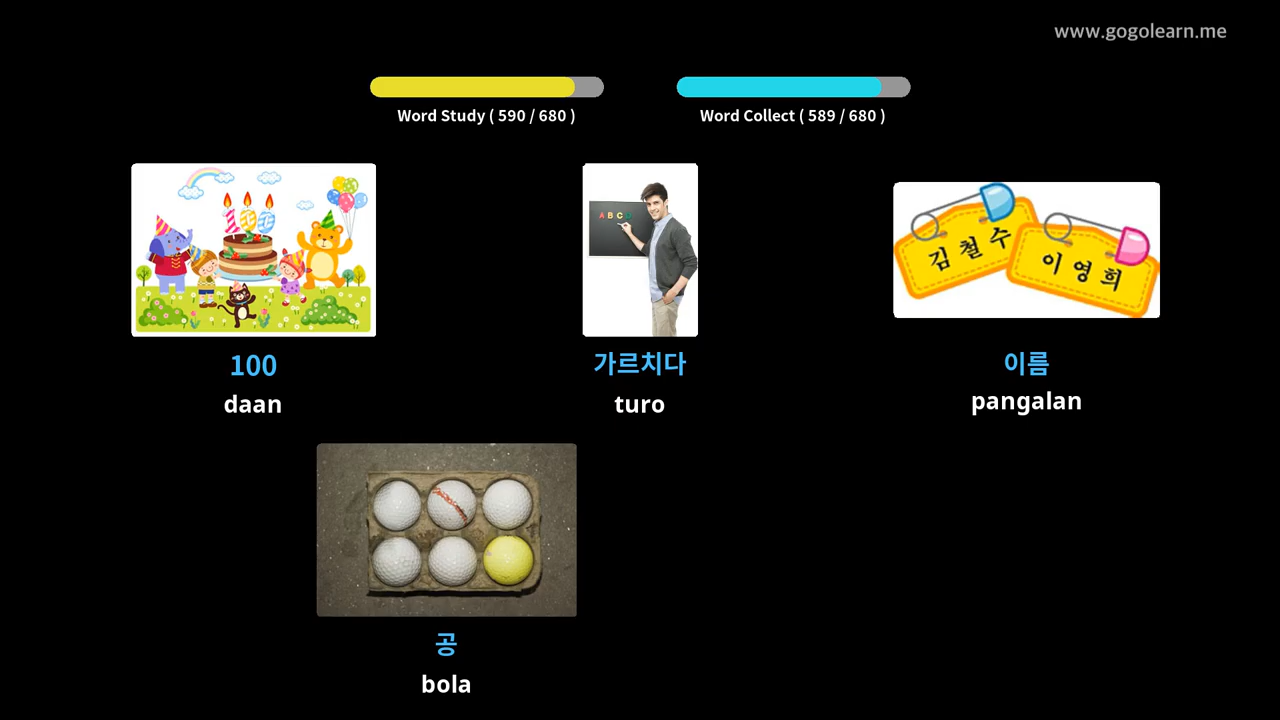 www.gogolearn.me
Word Study ( 590 / 680 )
Word Collect ( 589 / 680 )
100
A B C D
김철수
이영희
100
daan
가르치다
turo
이름
pangalan
공
bola